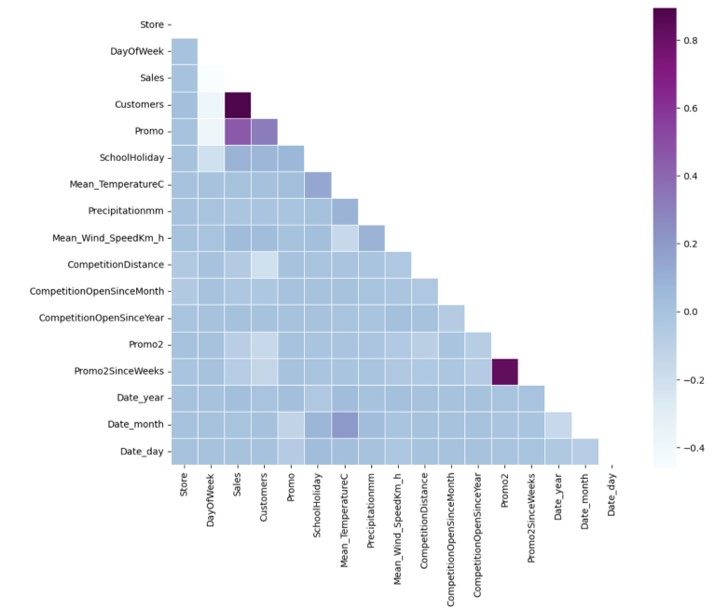 Store
DayOfWeek
Sales
Customers
Promo
SchoolHoliday
Mean_TemperatureC
Precipitationmm
Mean_Wind_SpeedKm_h
CompetitionDistance
CompetitionOpenSinceMonth
CompetitionOpenSinceYear
Promo2
Promo2SinceWeeks
Date_year
Date_month
Date_day
Store
DayOfWeek
Sales
Customers
Promo
SchoolHoliday
Mean_TemperatureC
Precipitationmm
Mean_Wind_SpeedKm_h
CompetitionDistance
CompetitionOpenSinceMonth
CompetitionOpenSinceYear
Promo2
Promo2SinceWeeks
Date_year
Date_month
Date_day
0.8
0.6
0.4
0.2
0.0
−0.2
−0.4